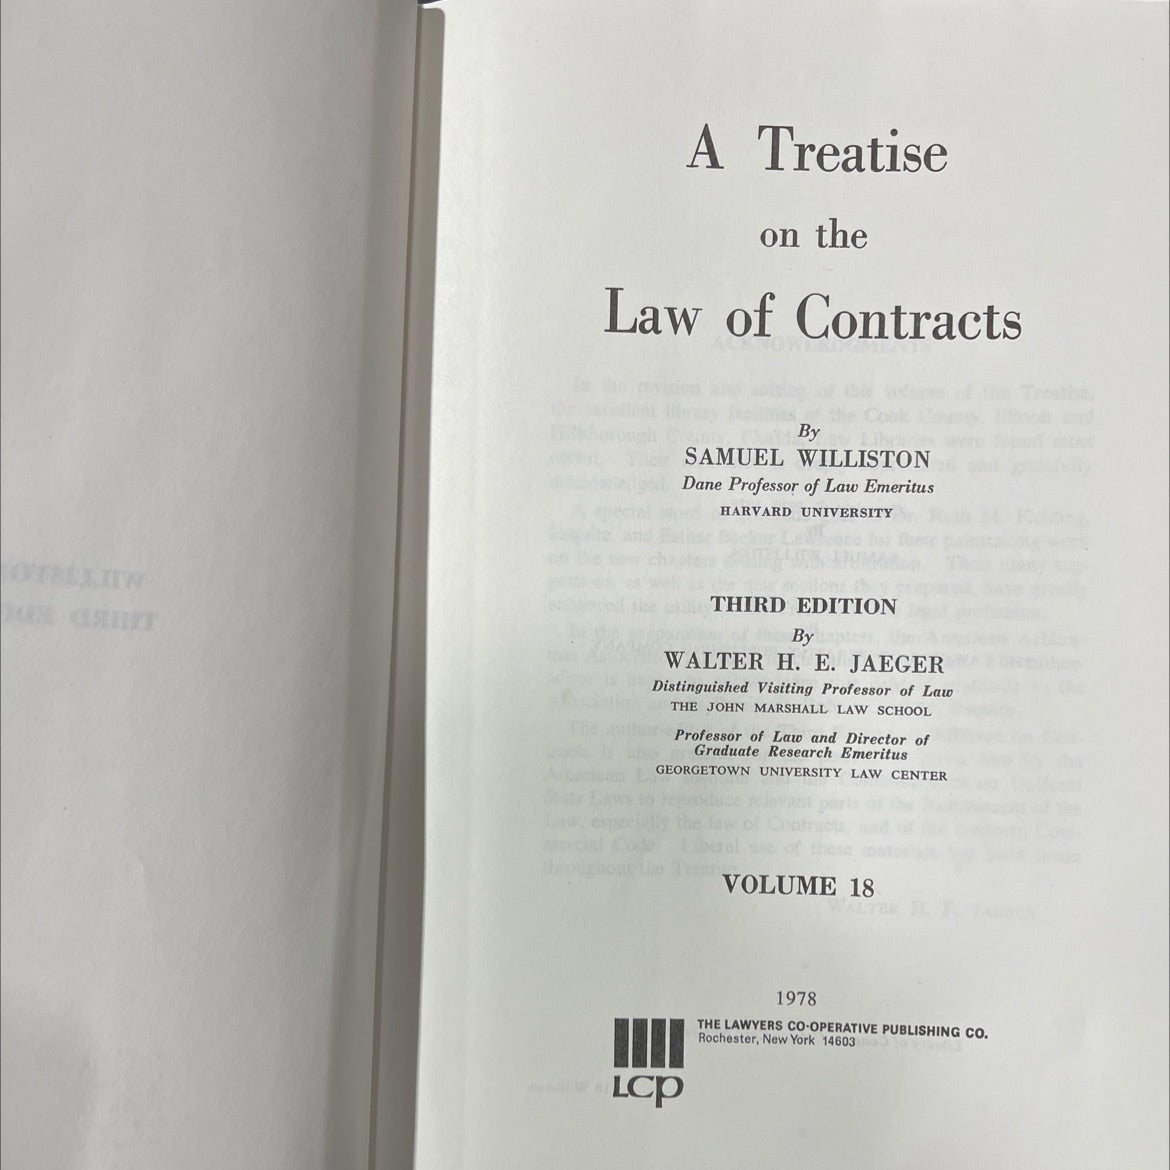 A Treatise
on the
Law of Contracts
By
SAMUEL WILLISTON
Dane Professor of Law Emeritus
HARVARD UNIVERSITY
THIRD EDITION
By
WALTER H. E. JAEGER
Distinguished Visiting Professor of Law
THE JOHN MARSHALL LAW SCHOOL
Professor of Law and Director of
Graduate Research Emeritus
GEORGETOWN UNIVERSITY LAW CENTER
VOLUME 18
1978
THE LAWYERS CO-OPERATIVE PUBLISHING CO.
Rochester, New York 14603
LCP